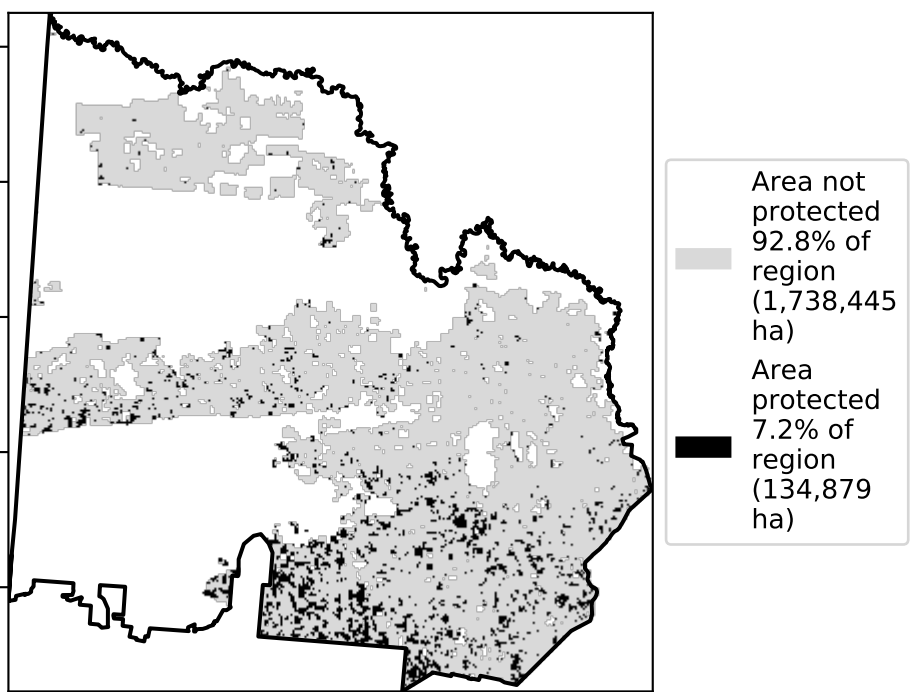 Area not
protected
92.8% of
region
(1,738,445
ha)
Area
protected
7.2% of
region
(134,879
ha)